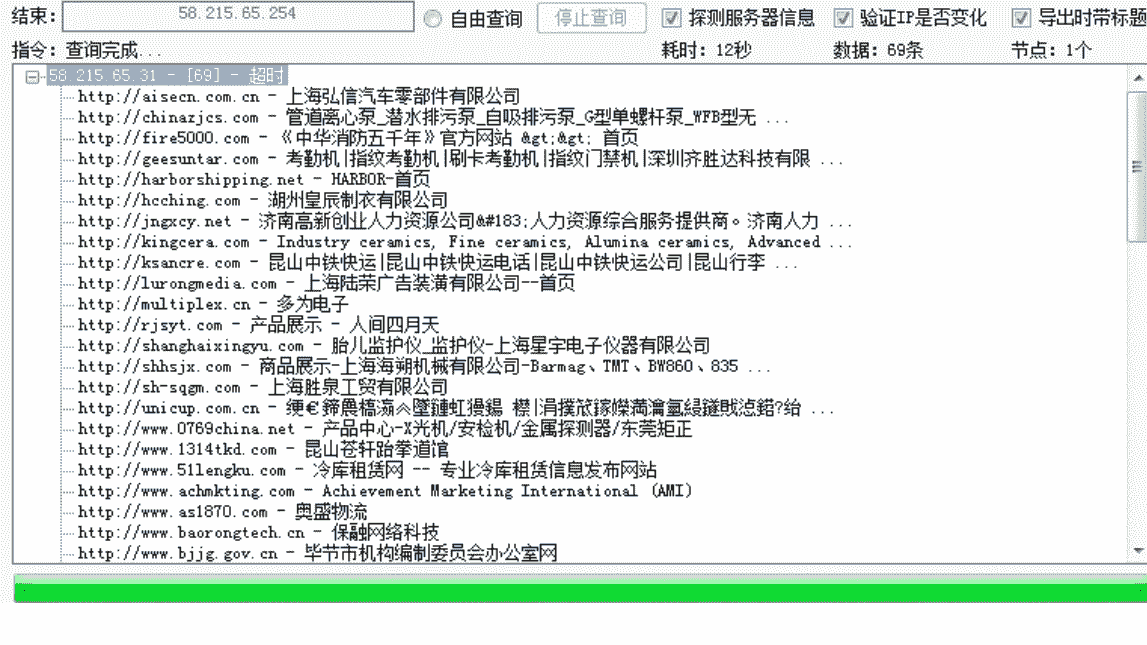 结束： 58.215.65.254 自由查询 停止查询 探测服务器信息 验证IP是否变化 导出时带标题
指令：查询完成... 耗时：12秒 数据：69条 节点：1个
58.215.65.31 - [69] - 超时
http://aisecn.com.cn - 上海弘信汽车零部件有限公司
http://chinazjcs.com - 管道离心泵_潜水排污泵_自吸排污泵_G型单螺杆泵_WFB型无 ...
http://fire5000.com - 《中华消防五千年》官方网站 &gt;&gt; 首页
http://geesuntar.com - 考勤机|指纹考勤机|刷卡考勤机|指纹门禁机|深圳齐胜达科技有限 ...
http://harborshipping.net - HARBOR-首页
http://hcching.com - 湖州皇辰制衣有限公司
http://jngxcy.net - 济南高新创业人力资源公司&#183;人力资源综合服务提供商。济南人力 ...
http://kingcera.com - Industry ceramics, Fine ceramics, Alumina ceramics, Advanced ...
http://ksancre.com - 昆山中铁快运|昆山中铁快运电话|昆山中铁快运公司|昆山行李 ...
http://lurongmedia.com - 上海陆荣广告装潢有限公司--首页
http://multiplex.cn - 多为电子
http://rjsyt.com - 产品展示 - 人间四月天
http://shanghaixingyu.com - 胎儿监护仪_监护仪-上海星宇电子仪器有限公司
http://shhsjx.com - 商品展示-上海海朔机械有限公司-Barmag、TMT、BW860、835 ...
http://sh-sqgm.com - 上海胜泉工贸有限公司
http://unicup.com.cn - ...
http://www.0769china.net - 产品中心-X光机/安检机/金属探测器/东莞矩正
http://www.1314tkd.com - 昆山苍轩跆拳道馆
http://www.51lengku.com - 冷库租赁网 -- 专业冷库租赁信息发布网站
http://www.achmkting.com - Achievement Marketing International (AMI)
http://www.as1870.com - 奥盛物流
http://www.baorongtech.cn - 保融网络科技
http://www.bjjg.gov.cn - 毕节市机构编制委员会办公室网